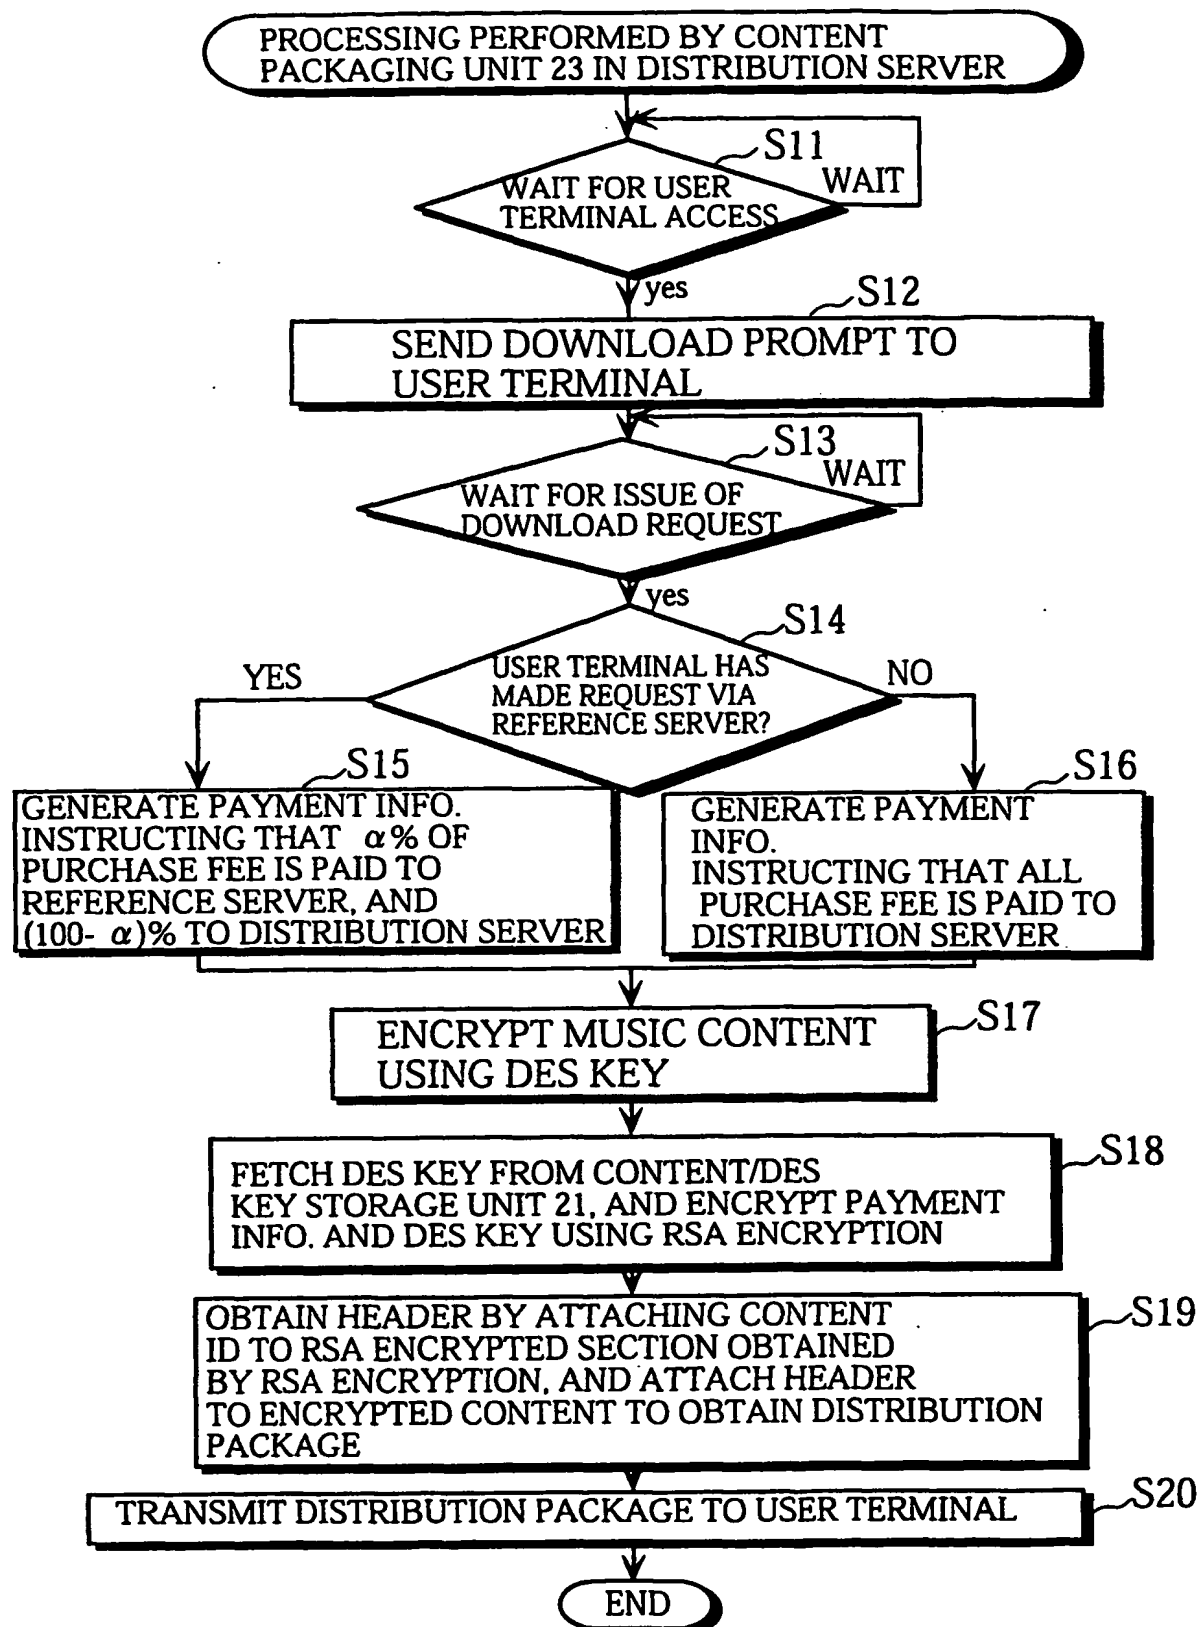 PROCESSING PERFORMED BY CONTENT
PACKAGING UNIT 23 IN DISTRIBUTION SERVER
S11
WAIT FOR USER
TERMINAL ACCESS
WAIT
yes
S12
SEND DOWNLOAD PROMPT TO
USER TERMINAL
S13
WAIT
WAIT FOR ISSUE OF
DOWNLOAD REQUEST
yes
S14
USER TERMINAL HAS
MADE REQUEST VIA
REFERENCE SERVER?
YES
NO
S15
GENERATE PAYMENT INFO.
INSTRUCTING THAT α% OF
PURCHASE FEE IS PAID TO
REFERENCE SERVER, AND
(100- α)% TO DISTRIBUTION SERVER
S16
GENERATE PAYMENT
INFO.
INSTRUCTING THAT ALL
PURCHASE FEE IS PAID TO
DISTRIBUTION SERVER
S17
ENCRYPT MUSIC CONTENT
USING DES KEY
S18
FETCH DES KEY FROM CONTENT/DES
KEY STORAGE UNIT 21, AND ENCRYPT PAYMENT
INFO. AND DES KEY USING RSA ENCRYPTION
S19
OBTAIN HEADER BY ATTACHING CONTENT
ID TO RSA ENCRYPTED SECTION OBTAINED
BY RSA ENCRYPTION, AND ATTACH HEADER
TO ENCRYPTED CONTENT TO OBTAIN DISTRIBUTION
PACKAGE
S20
TRANSMIT DISTRIBUTION PACKAGE TO USER TERMINAL
END